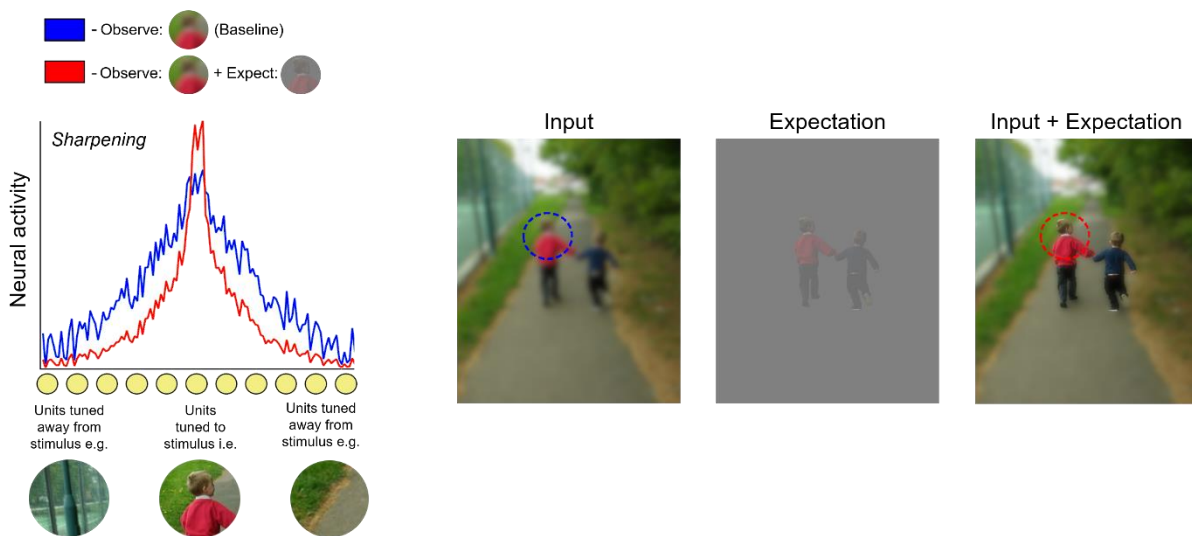 - Observe: (Baseline)
- Observe: + Expect:
Sharpening
Neural activity
Units tuned
away from
stimulus e.g.
Units
tuned to
stimulus i.e.
Units tuned
away from
stimulus e.g.
Input
Expectation
Input + Expectation